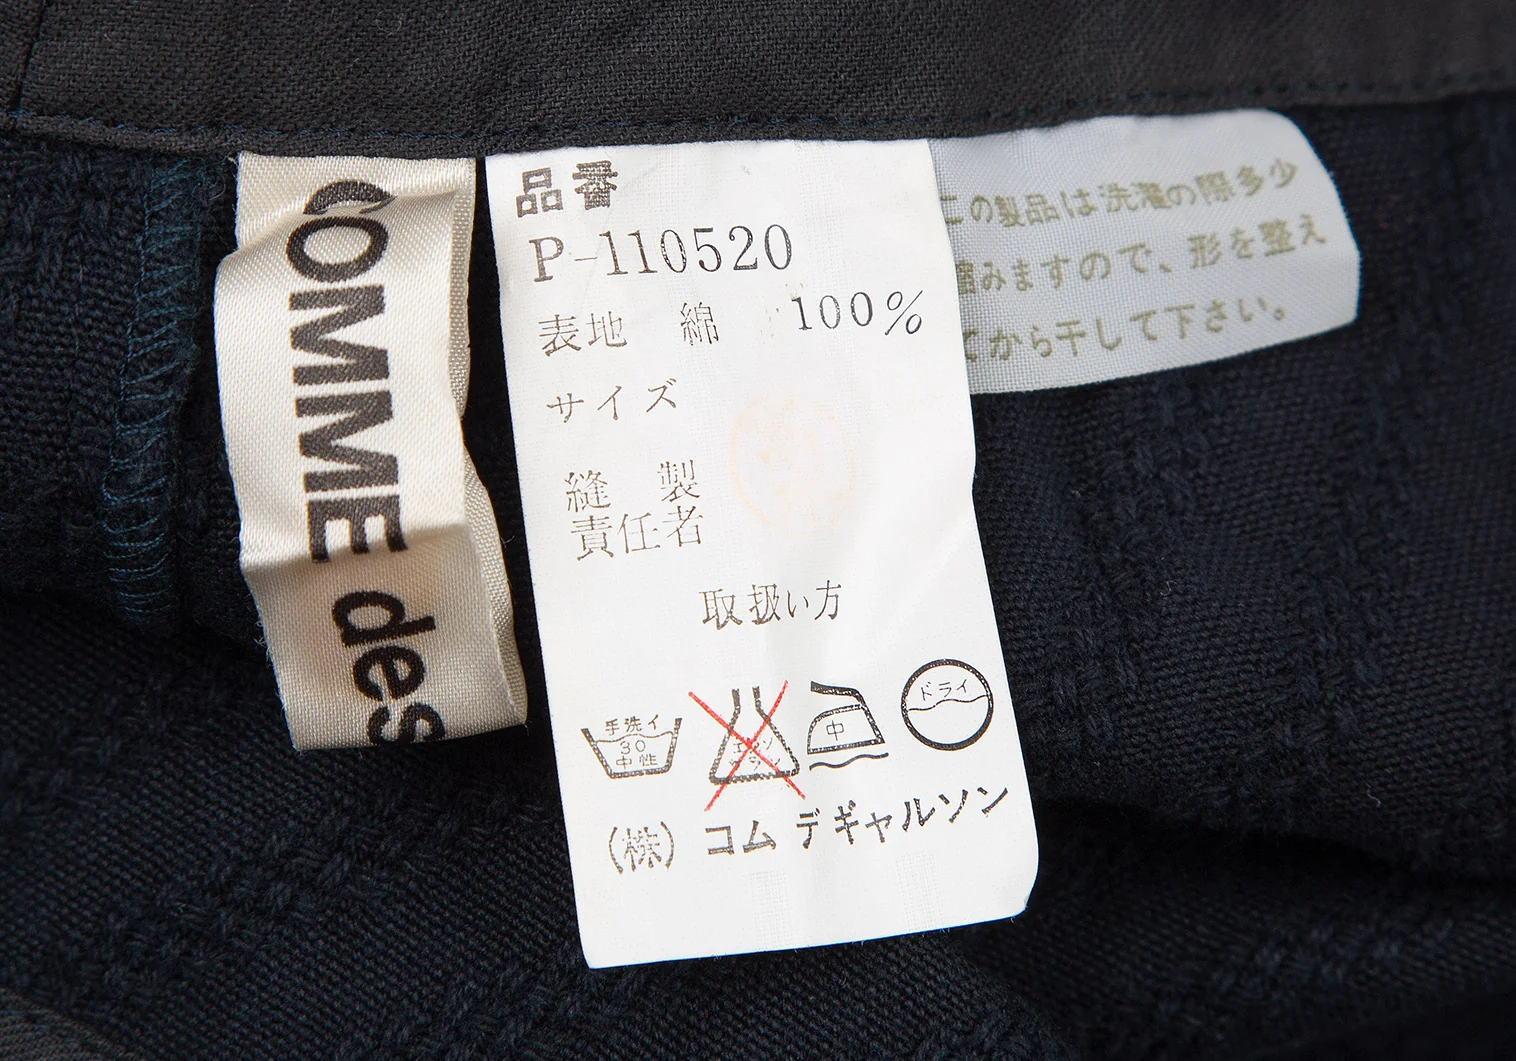 COMME des
品番
P-110520
表地 綿 100%
サイズ
縫 製
責任者
取扱い方
手洗イ
30
中性
中
ドライ
(株) コム デギャルソン
この製品は洗濯の際多少
縮みますので、形を整え
てから干して下さい。